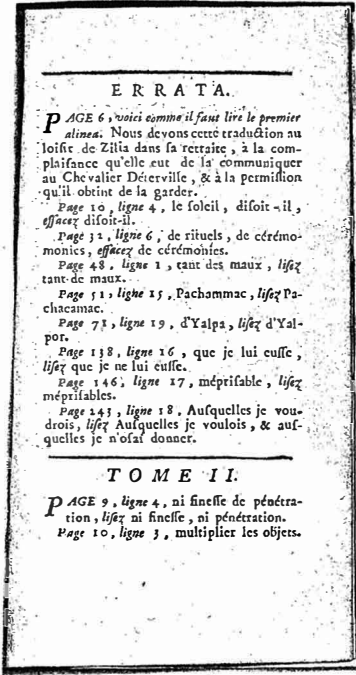 ERRATA.
PAGE 6, voici comme il faut lire le premier
alinea. Nous devons cette traduction au
loisir de Zilia dans sa retraite, à la com-
plaisance qu'elle eut de la communiquer
au Chevalier Déterville, & à la permission
qu'il obtint de la garder.
Page 10, ligne 4, le soleil, disoit-il,
effacez disoit-il.
Page 32, ligne 6, de rituels, de cérémo-
monies, effacez de cérémonies.
Page 48, ligne 1, tant des maux, lisez
tant de maux.
Page 51, ligne 15, Pachammac, lisez Pa-
chacamac.
Page 71, ligne 19, d'Yalpa, lisez d'Yal-
por.
Page 138, ligne 16, que je lui eusse,
lisez que je ne lui eusse.
Page 146, ligne 17, méprisable, lisez
méprisables.
Page 243, ligne 18, Ausquelles je vou-
drois, lisez Ausquelles je voulois, & aus-
quelles je n'osai donner.
TOME II.
PAGE 9, ligne 4, ni finesse de pénétra-
tion, lisez ni finesse, ni pénétration.
Page 10, ligne 3, multiplier les objets.